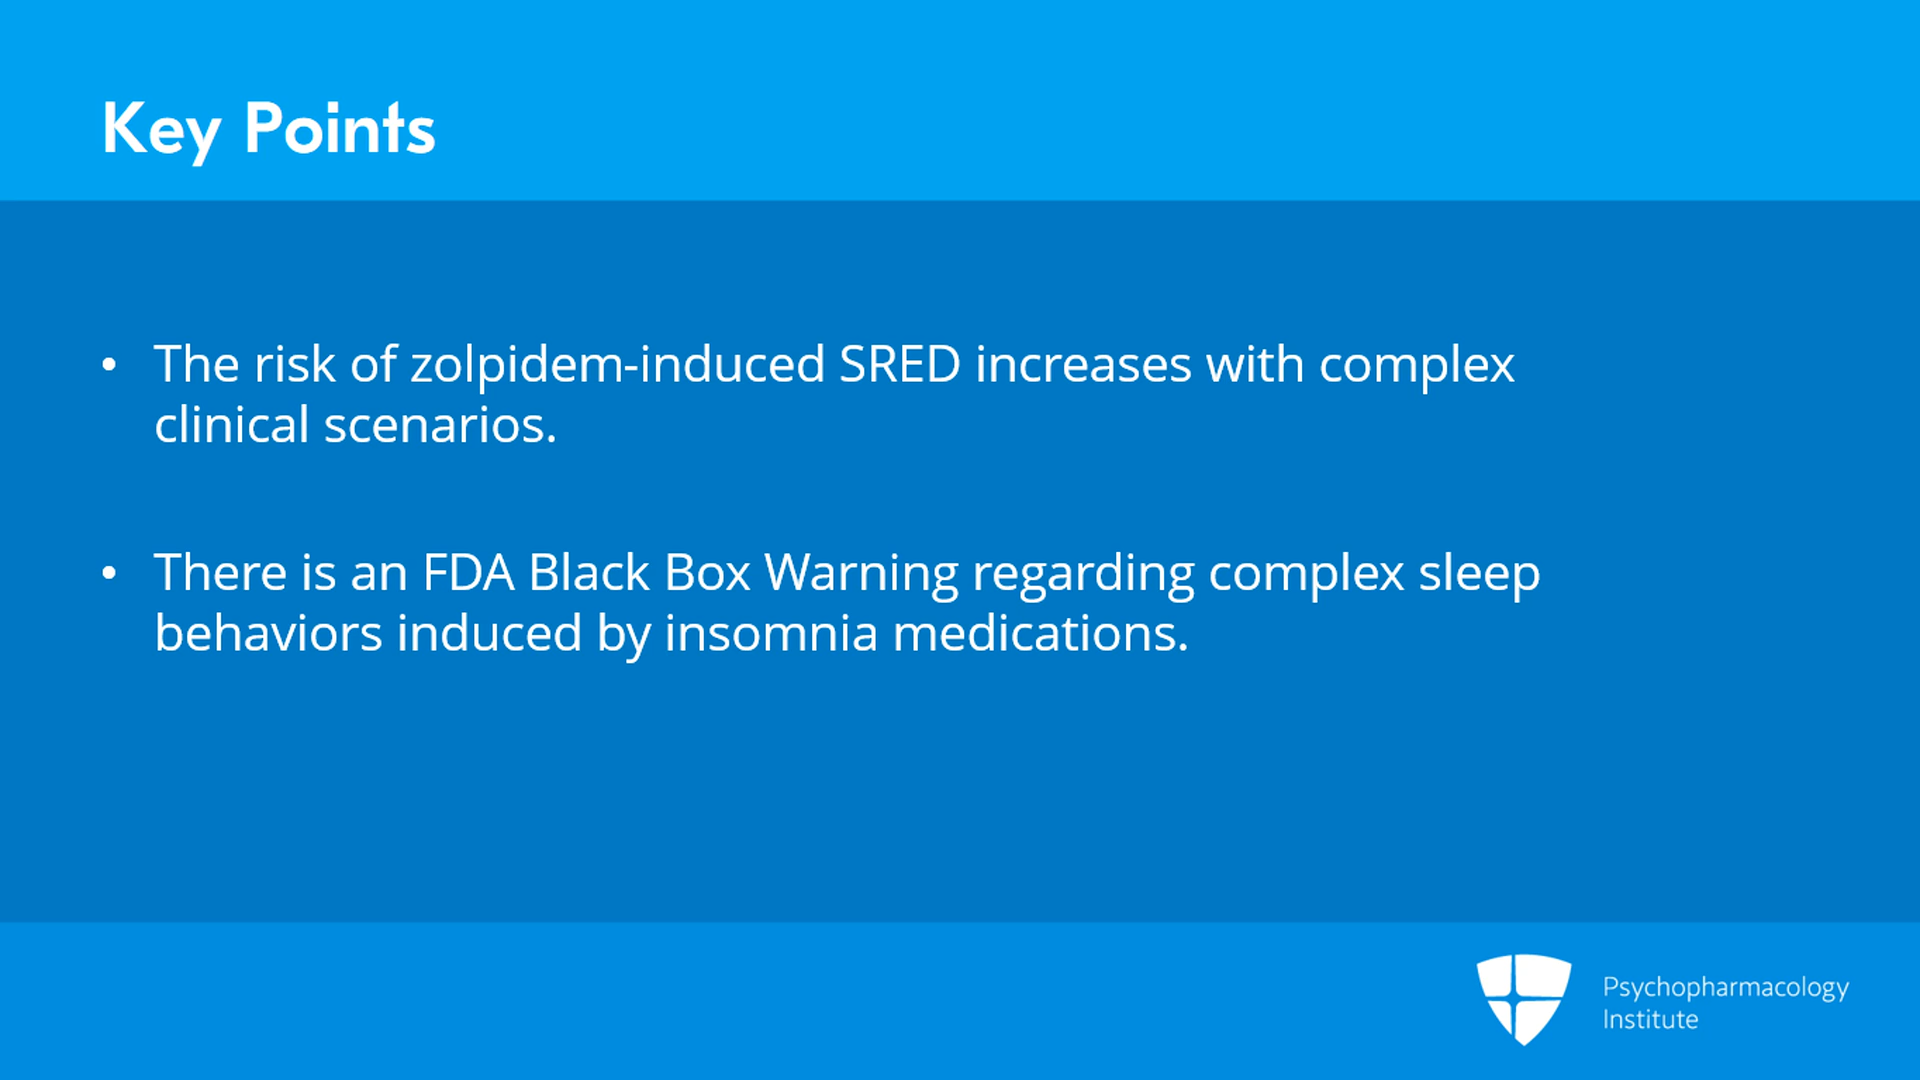 Key Points
• The risk of zolpidem-induced SRED increases with complex
clinical scenarios.
• There is an FDA Black Box Warning regarding complex sleep
behaviors induced by insomnia medications.
Psychopharmacology
Institute